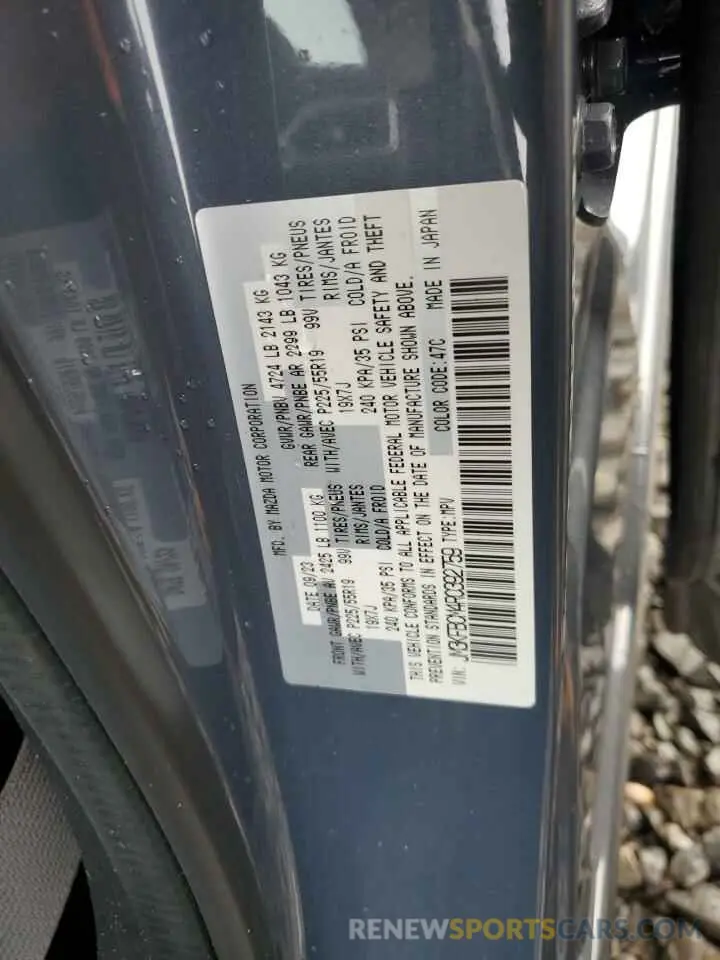 MFD. BY MAZDA MOTOR CORPORATION
DATE 09/23 GVWR/PNBV 4724 LB 2143 KG
FRONT GAWR/PNBE AV 2425 LB 1100 KG REAR GAWR/PNBE AR 2299 LB 1043 KG
WITH/AVEC P225/55R19 99V TIRES/PNEUS WITH/AVEC P225/55R19 99V TIRES/PNEUS
19X7J RIMS/JANTES 19X7J RIMS/JANTES
240 KPA/35 PSI COLD/A FROID 240 KPA/35 PSI COLD/A FROID
THIS VEHICLE CONFORMS TO ALL APPLICABLE FEDERAL MOTOR VEHICLE SAFETY AND THEFT
PREVENTION STANDARDS IN EFFECT ON THE DATE OF MANUFACTURE SHOWN ABOVE.
VIN: JM3KFBCM4R0392759 TYPE:MPV COLOR CODE:47C MADE IN JAPAN
RENEWSPORTSCARS.COM